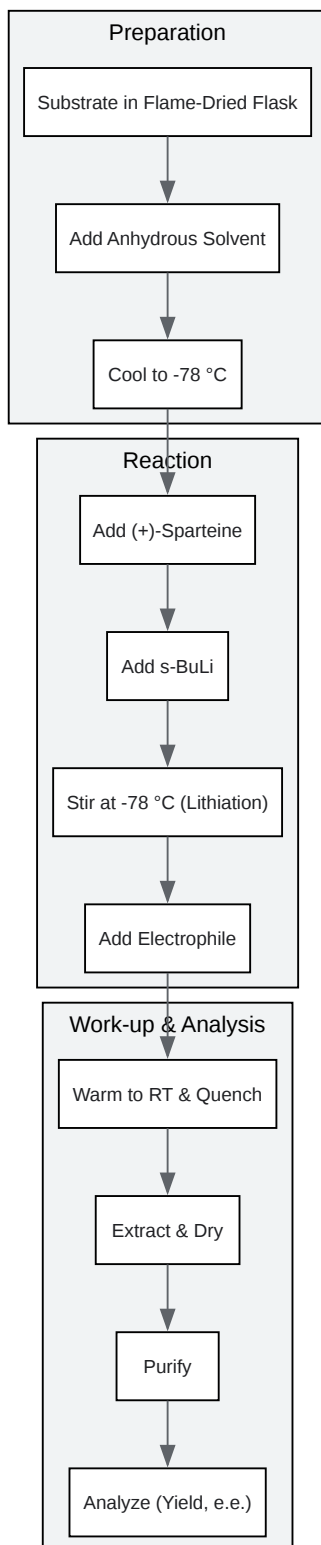 Preparation
Substrate in Flame-Dried Flask
Add Anhydrous Solvent
Cool to -78 °C
Reaction
Add (+)-Sparteine
Add s-BuLi
Stir at -78 °C (Lithiation)
Add Electrophile
Work-up & Analysis
Warm to RT & Quench
Extract & Dry
Purify
Analyze (Yield, e.e.)